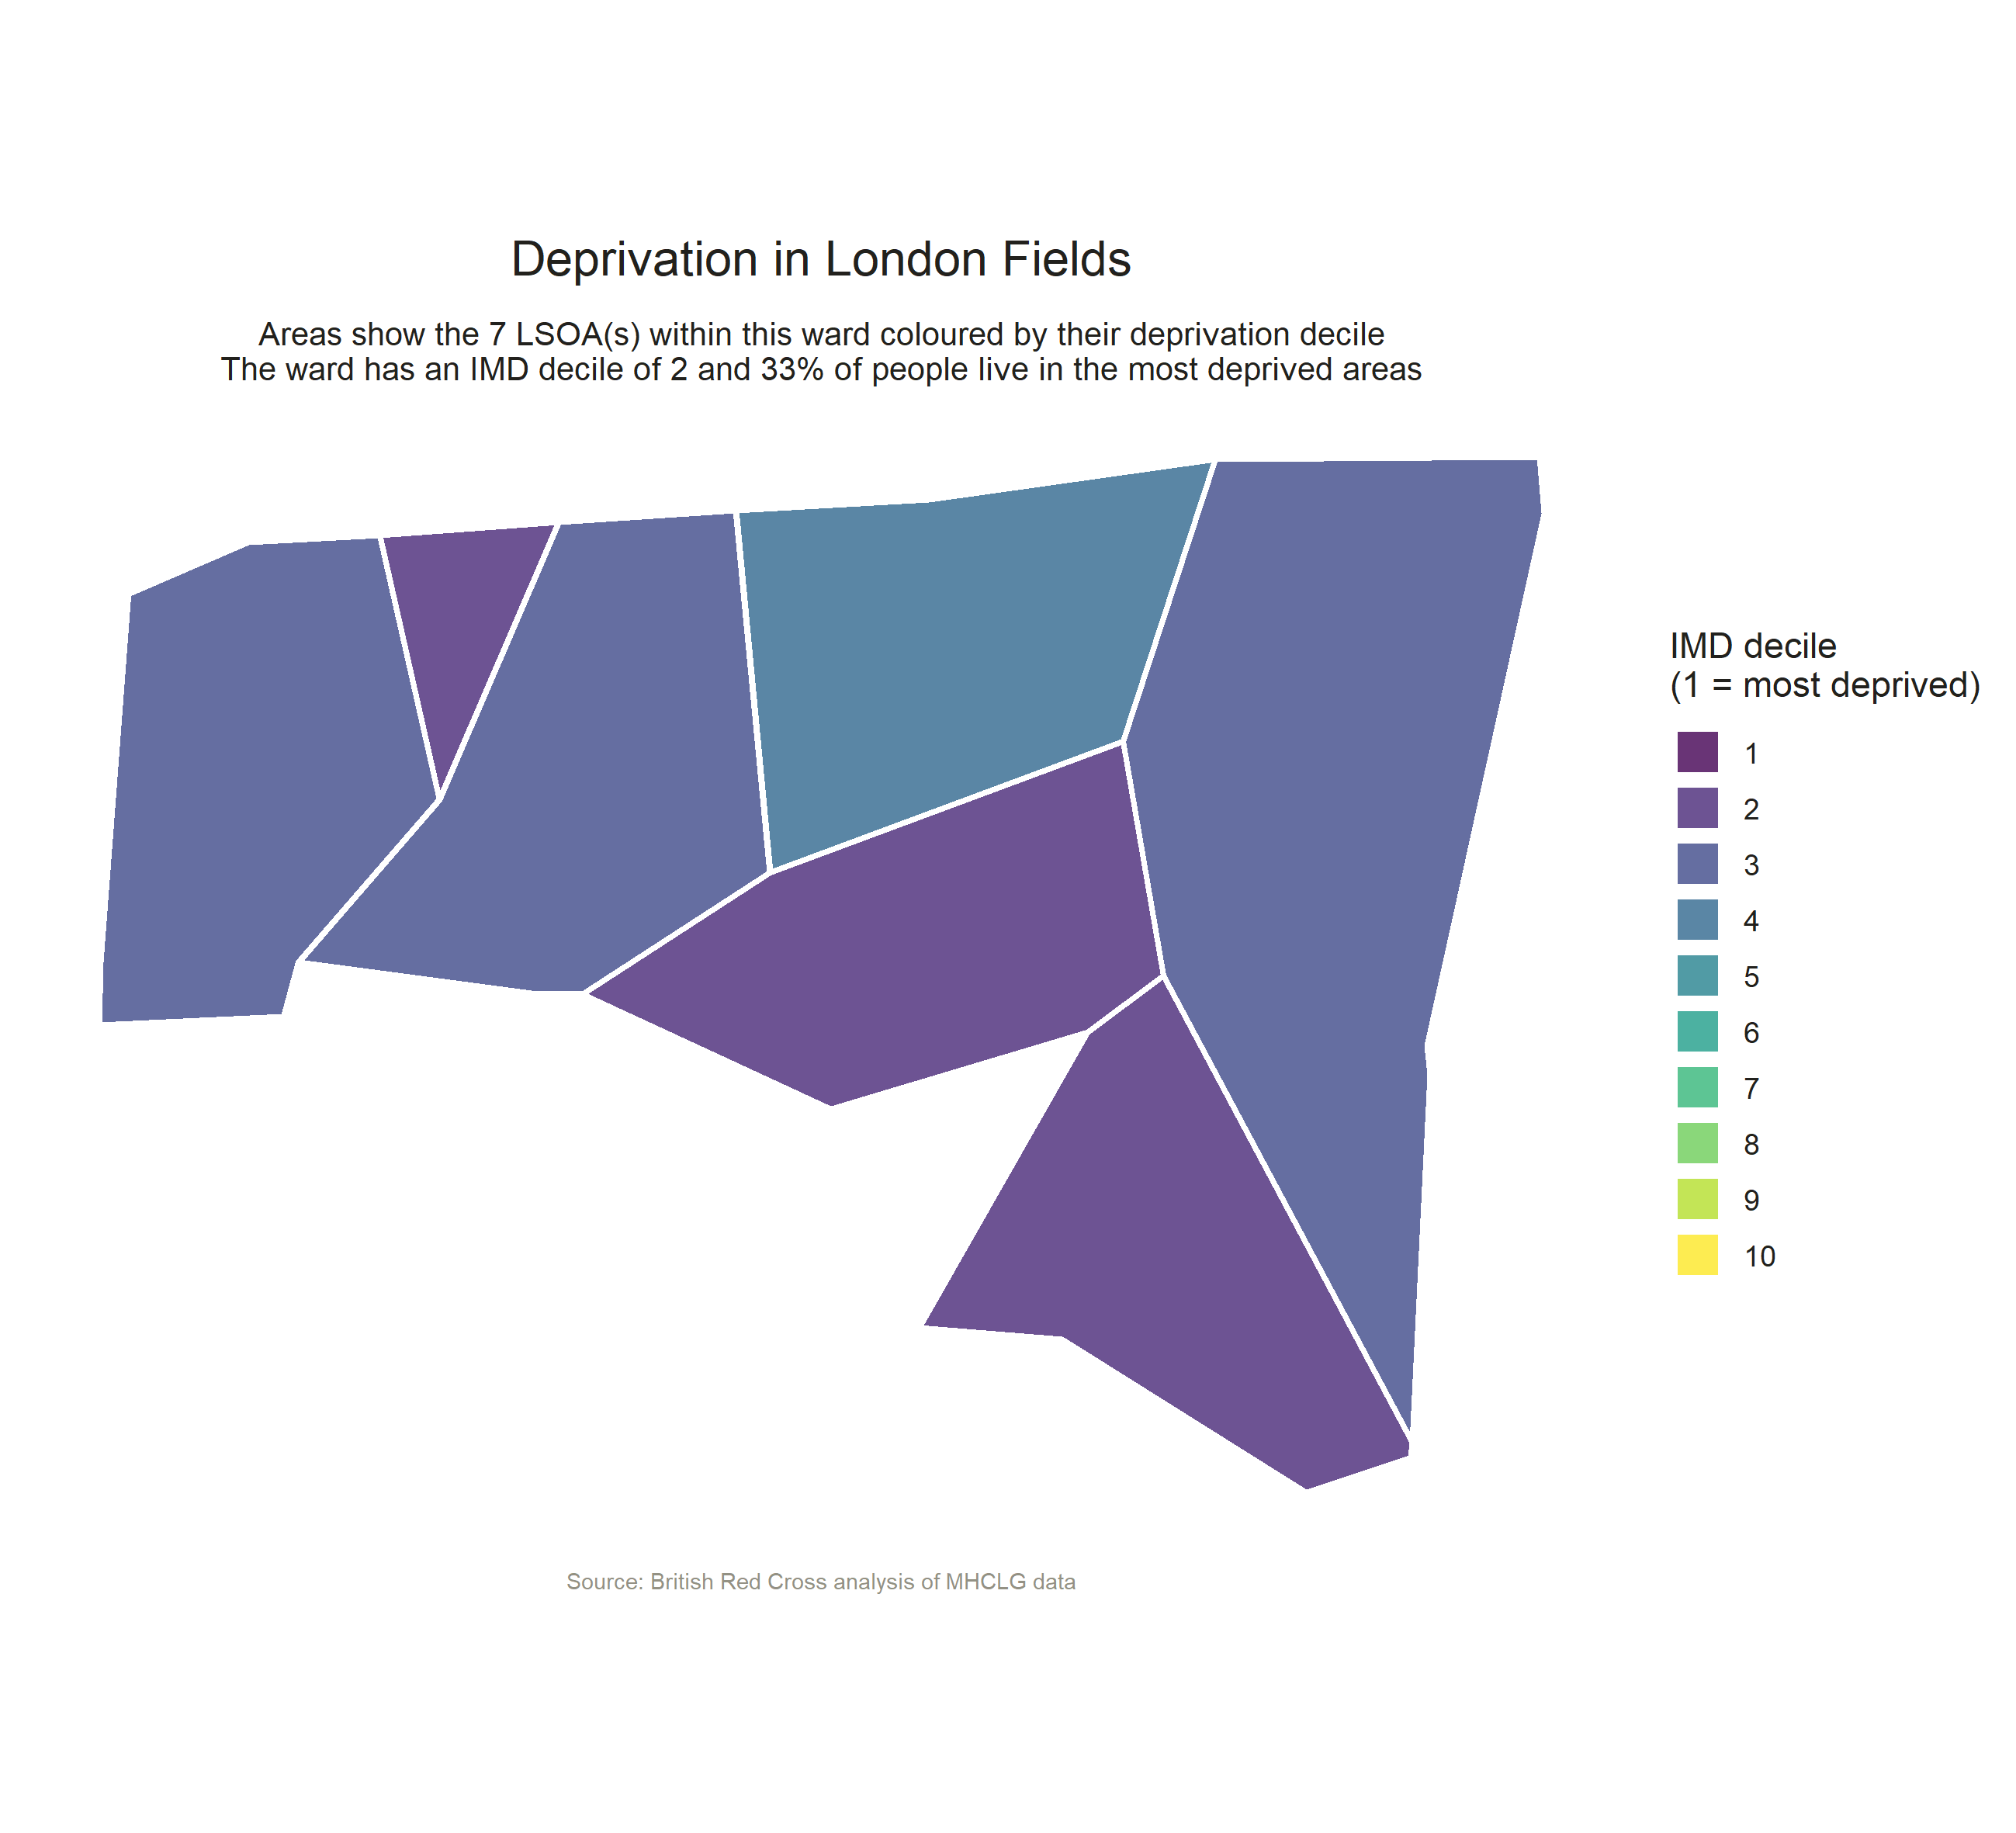 Deprivation in London Fields
Areas show the 7 LSOA(s) within this ward coloured by their deprivation decile
The ward has an IMD decile of 2 and 33% of people live in the most deprived areas
IMD decile
(1 = most deprived)
1
2
3
4
5
6
7
8
9
10
Source: British Red Cross analysis of MHCLG data